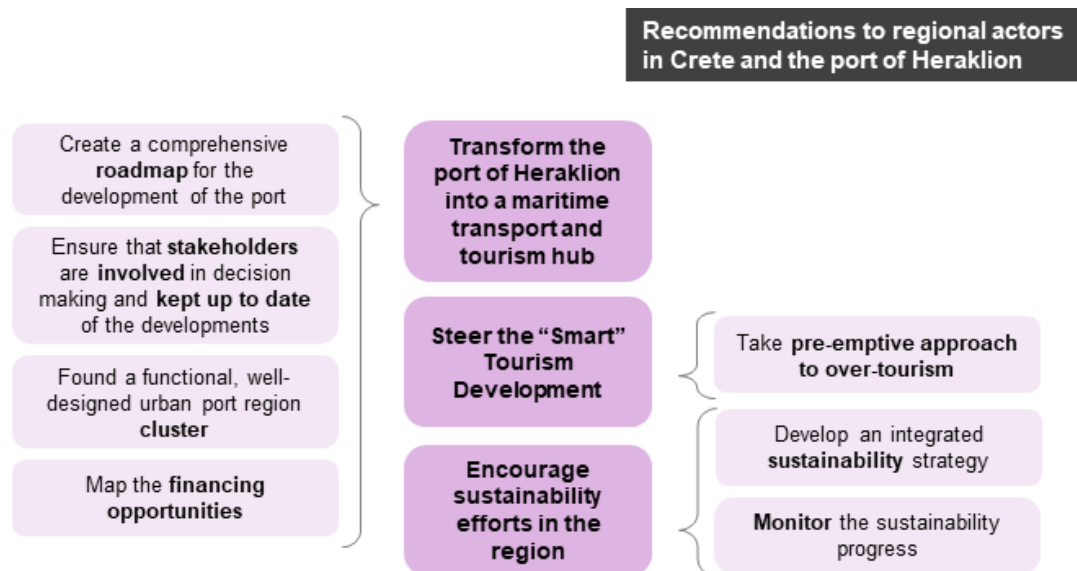 Recommendations to regional actors
in Crete and the port of Heraklion
Create a comprehensive
roadmap for the
development of the port
Ensure that stakeholders
are involved in decision
making and kept up to date
of the developments
Found a functional, well-
designed urban port region
cluster
Map the financing
opportunities
Transform the
port of Heraklion
into a maritime
transport and
tourism hub
Steer the “Smart”
Tourism
Development
Encourage
sustainability
efforts in the
region
Take pre-emptive approach
to over-tourism
Develop an integrated
sustainability strategy
Monitor the sustainability
progress